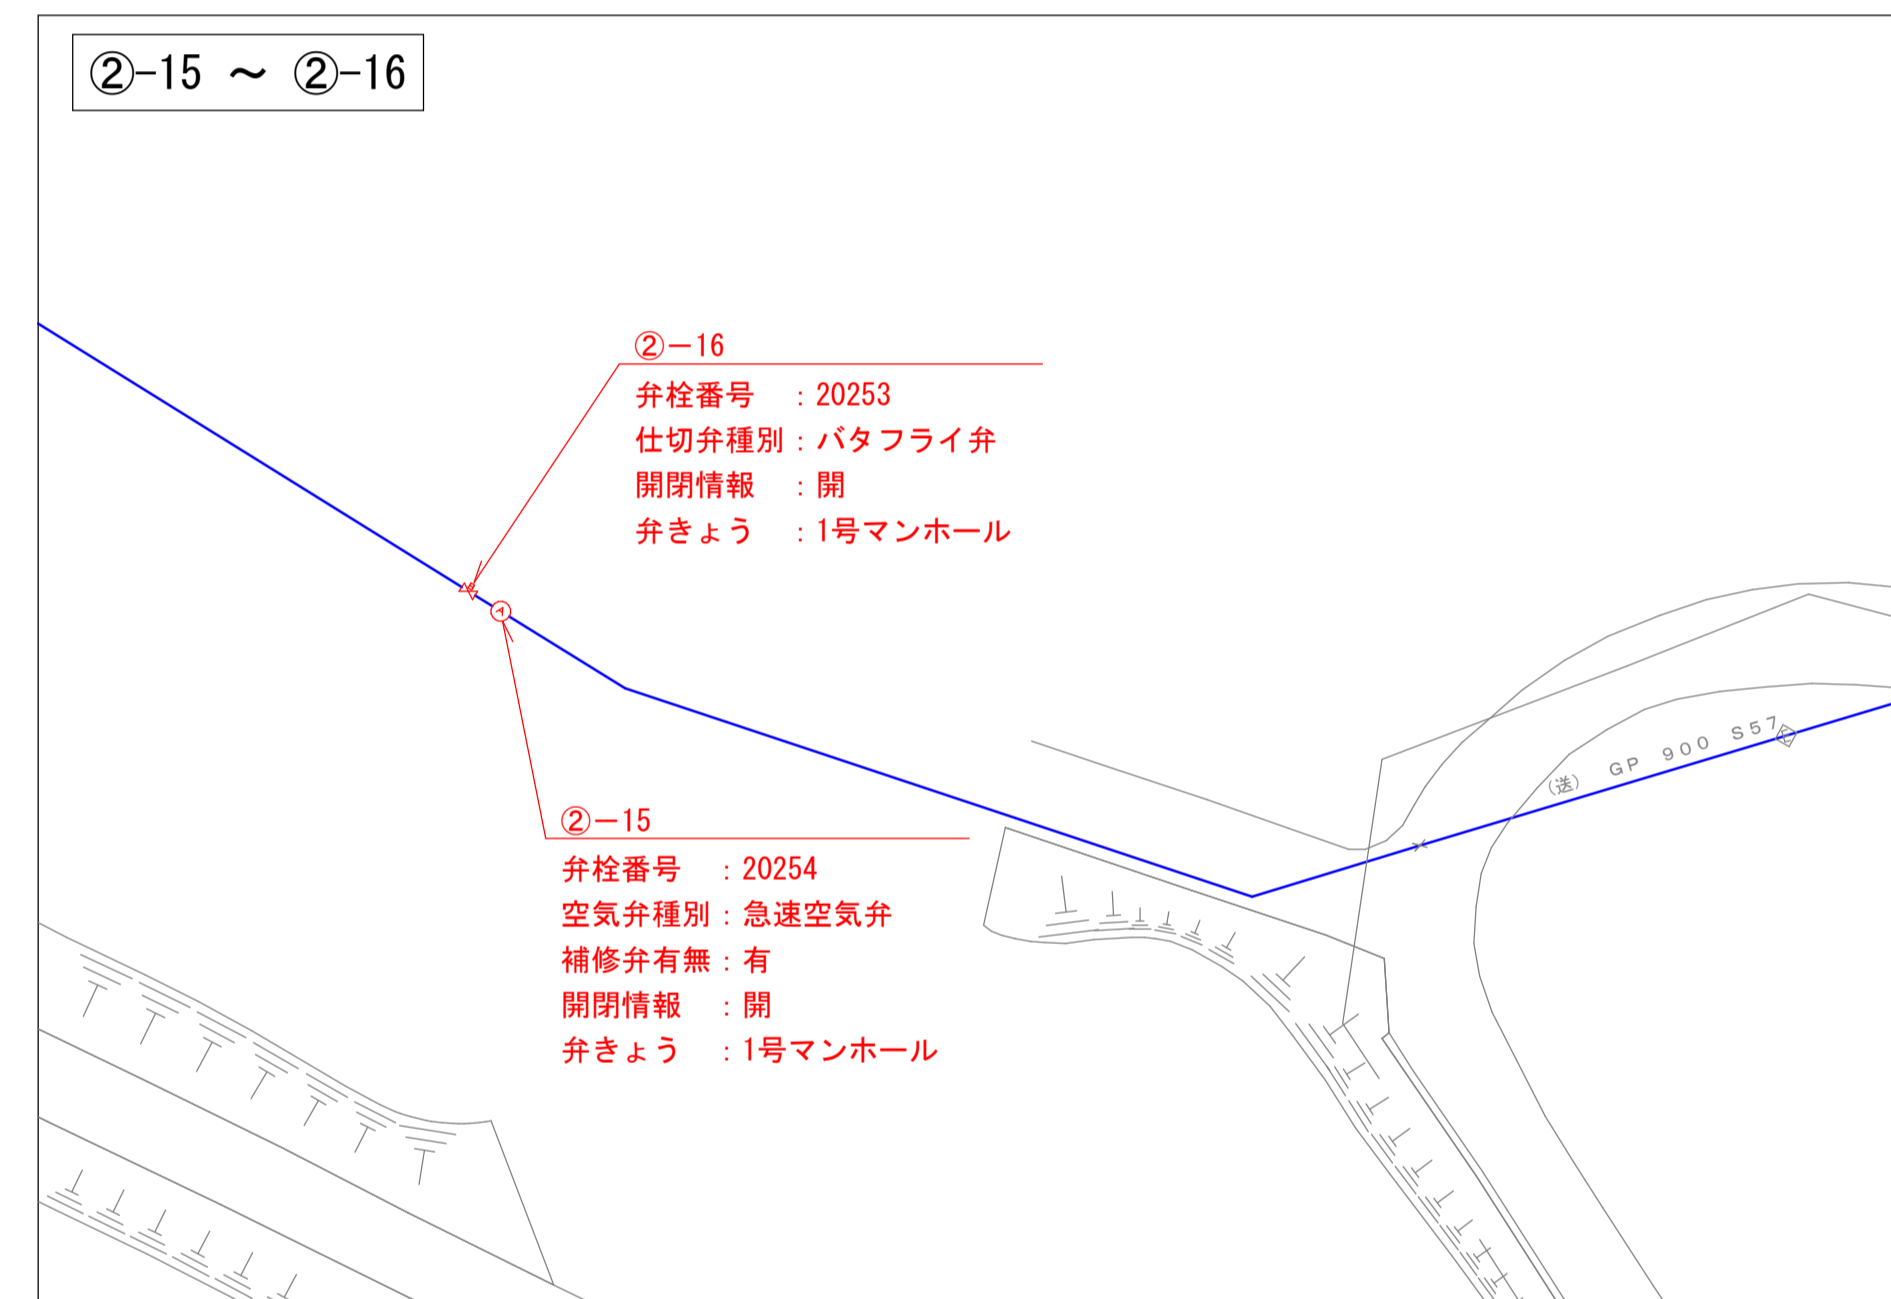 ②-15 ～ ②-16
②－16
弁栓番号　：20253
仕切弁種別：バタフライ弁
開閉情報　：開
弁きょう　：1号マンホール
(送)　GP　900　S57
②－15
弁栓番号　：20254
空気弁種別：急速空気弁
補修弁有無：有
開閉情報　：開
弁きょう　：1号マンホール